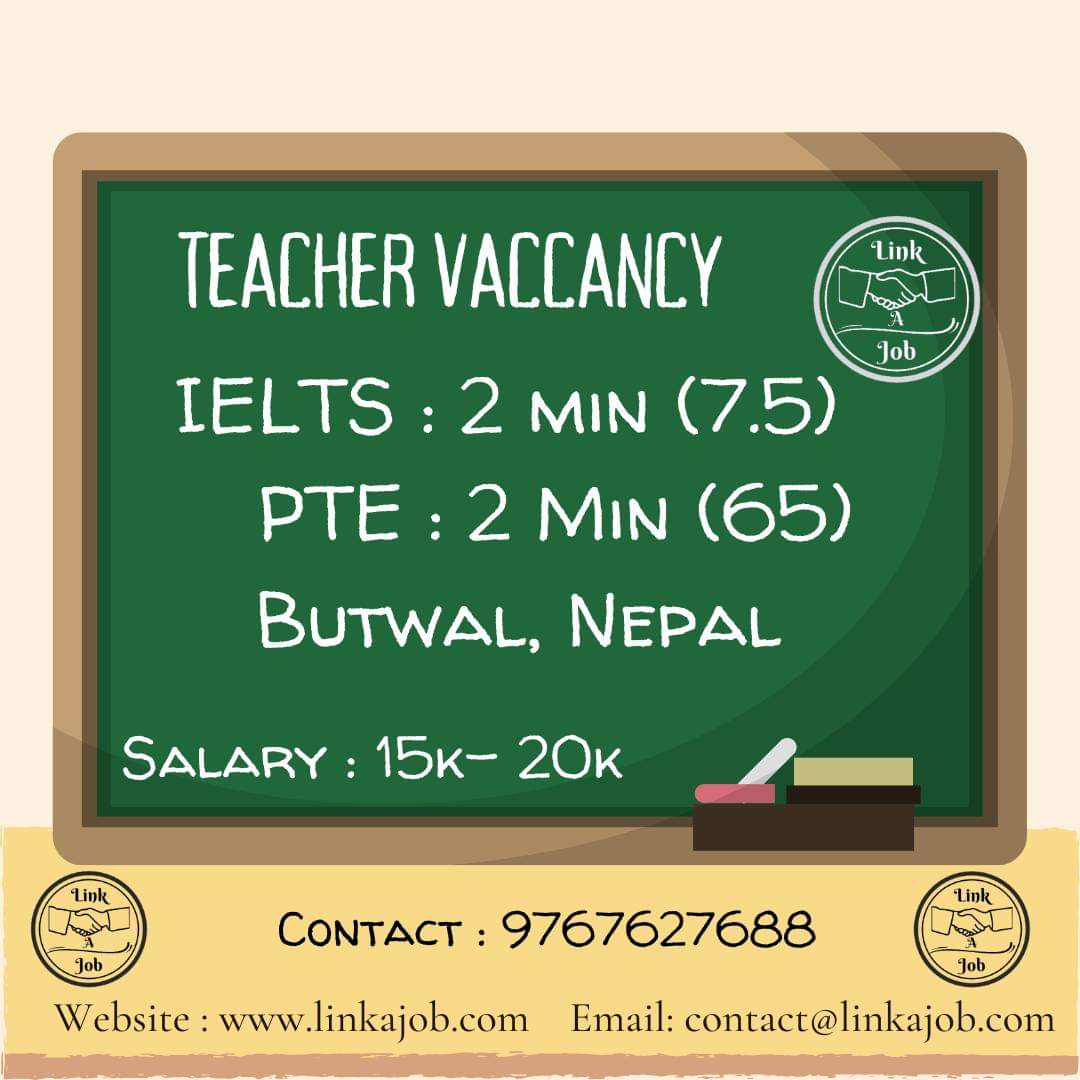 TEACHER VACCANCY
Link
A
Job
IELTS : 2 MIN (7.5)
PTE : 2 MIN (65)
BUTWAL, NEPAL
SALARY : 15K- 20K
Link
A
Job
CONTACT : 9767627688
Link
A
Job
Website : www.linkajob.com Email: contact@linkajob.com